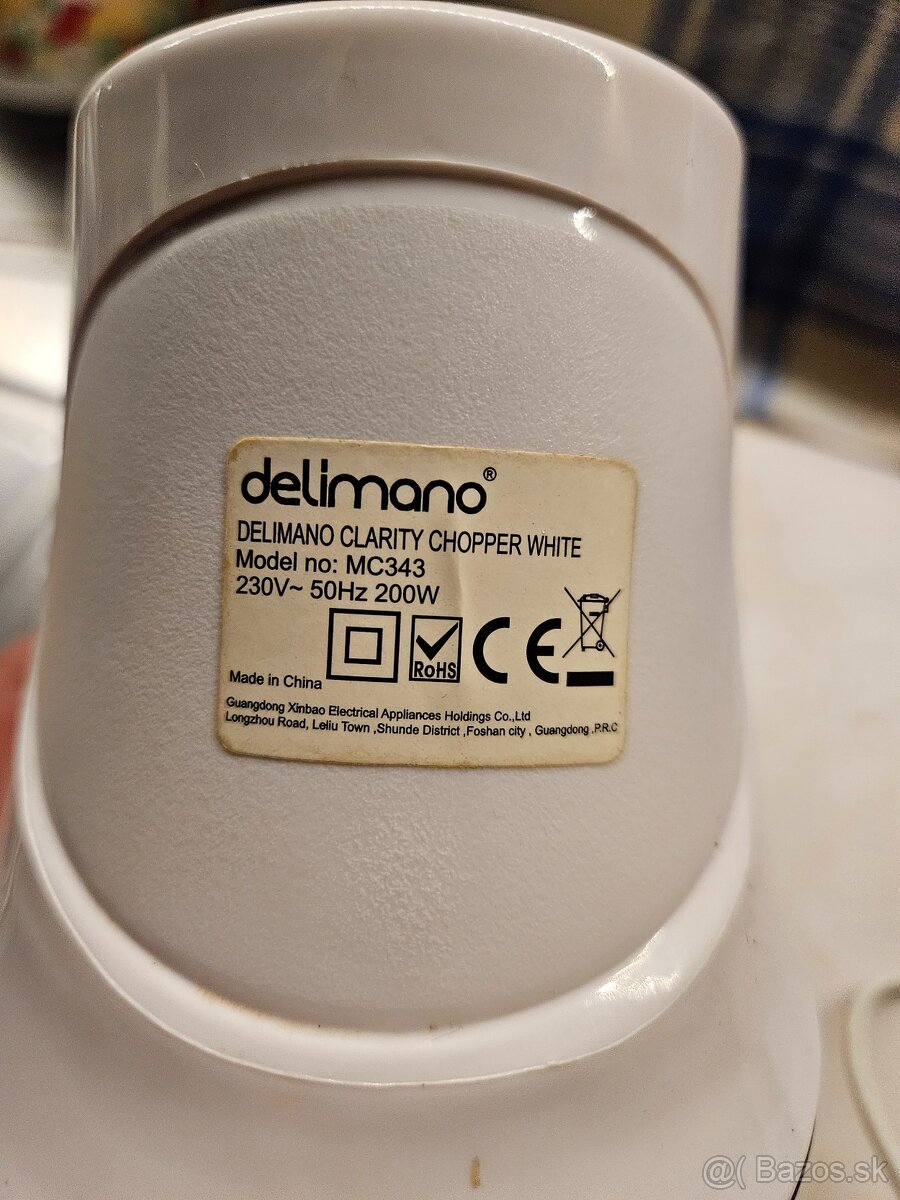 delimano®
DELIMANO CLARITY CHOPPER WHITE
Model no: MC343
230V~ 50Hz 200W
RoHS
CE
Made in China
Guangdong Xinbao Electrical Appliances Holdings Co.,Ltd
Longzhou Road, Leliu Town ,Shunde District ,Foshan city , Guangdong .P.R.C
@( Bazos.sk